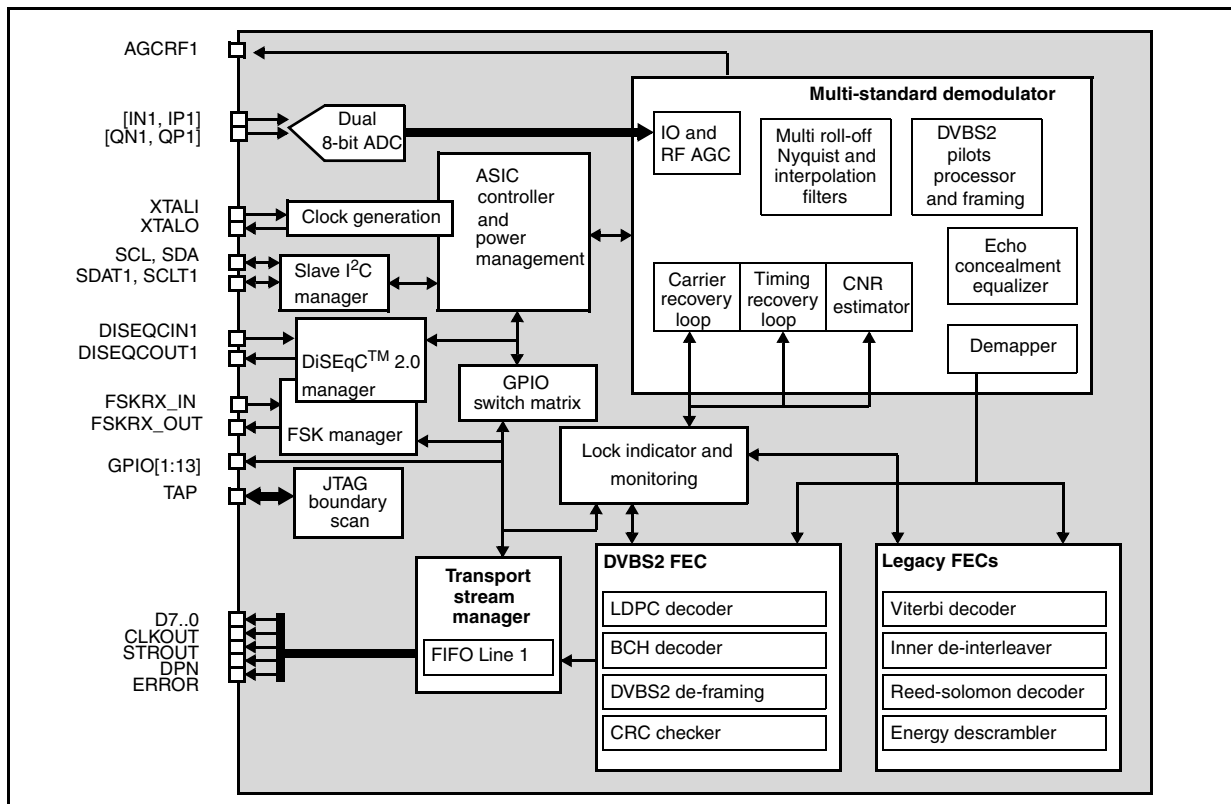 AGCRF1
[IN1, IP1]
[QN1, QP1]
XTALI
XTALO
SCL, SDA
SDAT1, SCLT1
DISEQCIN1
DISEQCOUT1
FSKRX_IN
FSKRX_OUT
GPIO[1:13]
TAP
D7..0
CLKOUT
STROUT
DPN
ERROR
Dual
8-bit ADC
Clock generation
Slave I²C
manager
ASIC
controller
and
power
management
DiSEqC™ 2.0
manager
FSK manager
GPIO
switch matrix
JTAG
boundary
scan
Multi-standard demodulator
IO and
RF AGC
Multi roll-off
Nyquist and
interpolation
filters
DVBS2
pilots
processor
and framing
Echo
concealment
equalizer
Carrier
recovery
loop
Timing
recovery
loop
CNR
estimator
Demapper
Lock indicator and
monitoring
Transport
stream
manager
FIFO Line 1
DVBS2 FEC
LDPC decoder
BCH decoder
DVBS2 de-framing
CRC checker
Legacy FECs
Viterbi decoder
Inner de-interleaver
Reed-solomon decoder
Energy descrambler